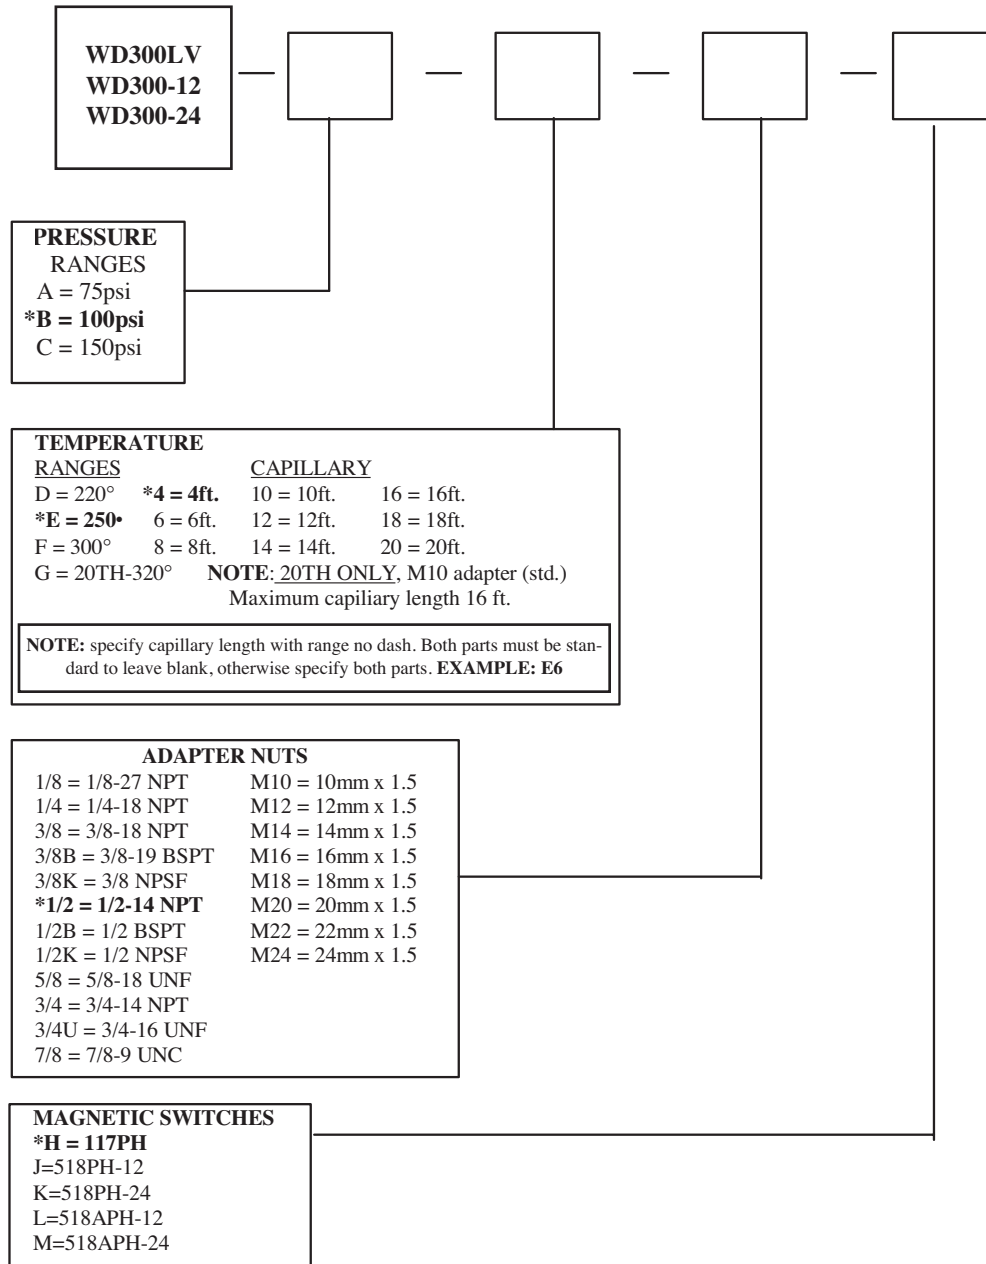 WD300LV
WD300-12
WD300-24
PRESSURE
RANGES
A = 75psi
*B = 100psi
C = 150psi
TEMPERATURE
RANGES CAPILLARY
D = 220° *4 = 4ft. 10 = 10ft. 16 = 16ft.
*E = 250• 6 = 6ft. 12 = 12ft. 18 = 18ft.
F = 300° 8 = 8ft. 14 = 14ft. 20 = 20ft.
G = 20TH-320° NOTE: 20TH ONLY, M10 adapter (std.)
Maximum capiliary length 16 ft.
NOTE: specify capillary length with range no dash. Both parts must be stan-
dard to leave blank, otherwise specify both parts. EXAMPLE: E6
ADAPTER NUTS
1/8 = 1/8-27 NPT M10 = 10mm x 1.5
1/4 = 1/4-18 NPT M12 = 12mm x 1.5
3/8 = 3/8-18 NPT M14 = 14mm x 1.5
3/8B = 3/8-19 BSPT M16 = 16mm x 1.5
3/8K = 3/8 NPSF M18 = 18mm x 1.5
*1/2 = 1/2-14 NPT M20 = 20mm x 1.5
1/2B = 1/2 BSPT M22 = 22mm x 1.5
1/2K = 1/2 NPSF M24 = 24mm x 1.5
5/8 = 5/8-18 UNF
3/4 = 3/4-14 NPT
3/4U = 3/4-16 UNF
7/8 = 7/8-9 UNC
MAGNETIC SWITCHES
*H = 117PH
J=518PH-12
K=518PH-24
L=518APH-12
M=518APH-24